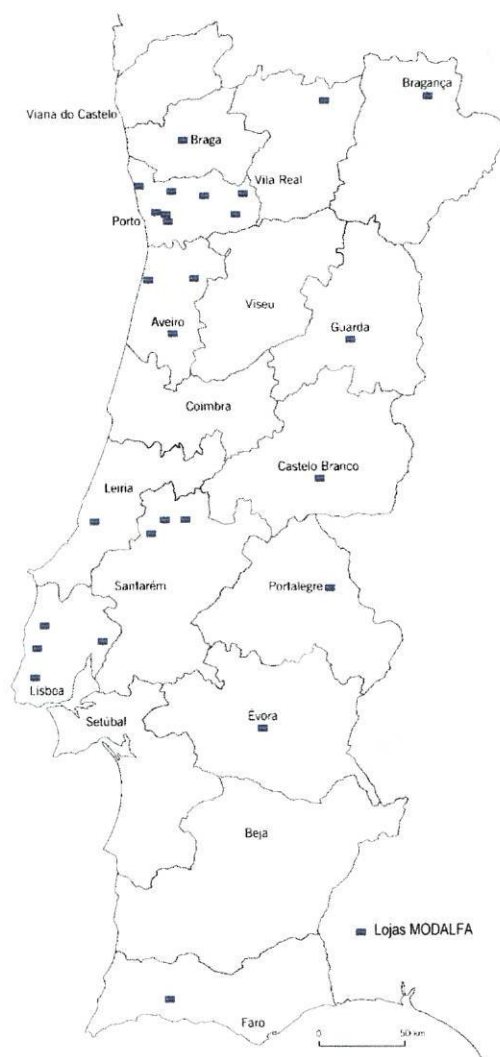 Bragança
Viana do Castelo
Braga
Vila Real
Porto
Viseu
Aveiro
Guarda
Coimbra
Castelo Branco
Leiria
Santarém
Portalegre
Lisboa
Setúbal
Évora
Beja
Lojas MODALFA
Faro
0 50 km